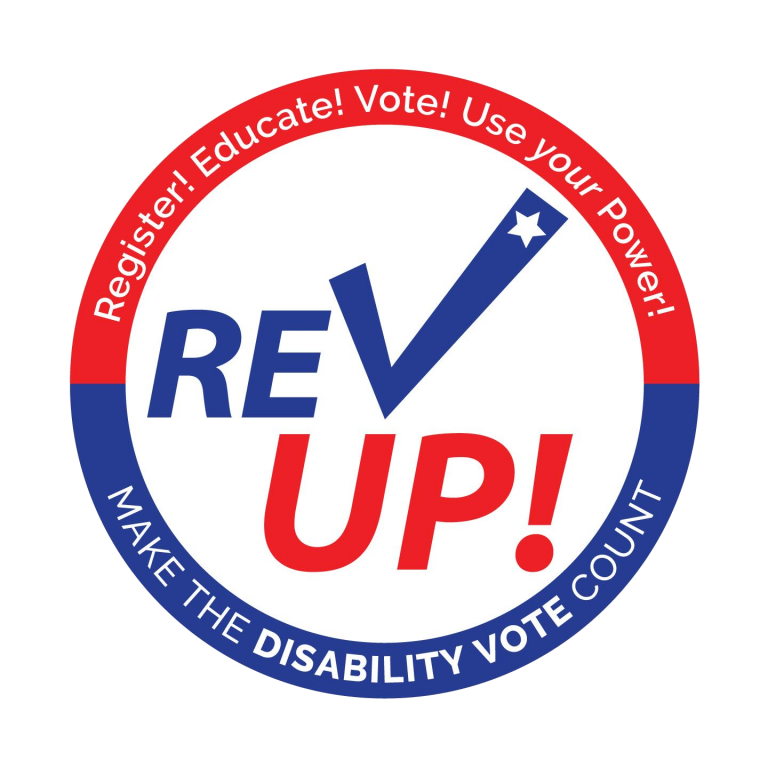 Register! Educate! Vote! Use your Power!
REV
UP!
MAKE THE DISABILITY VOTE COUNT